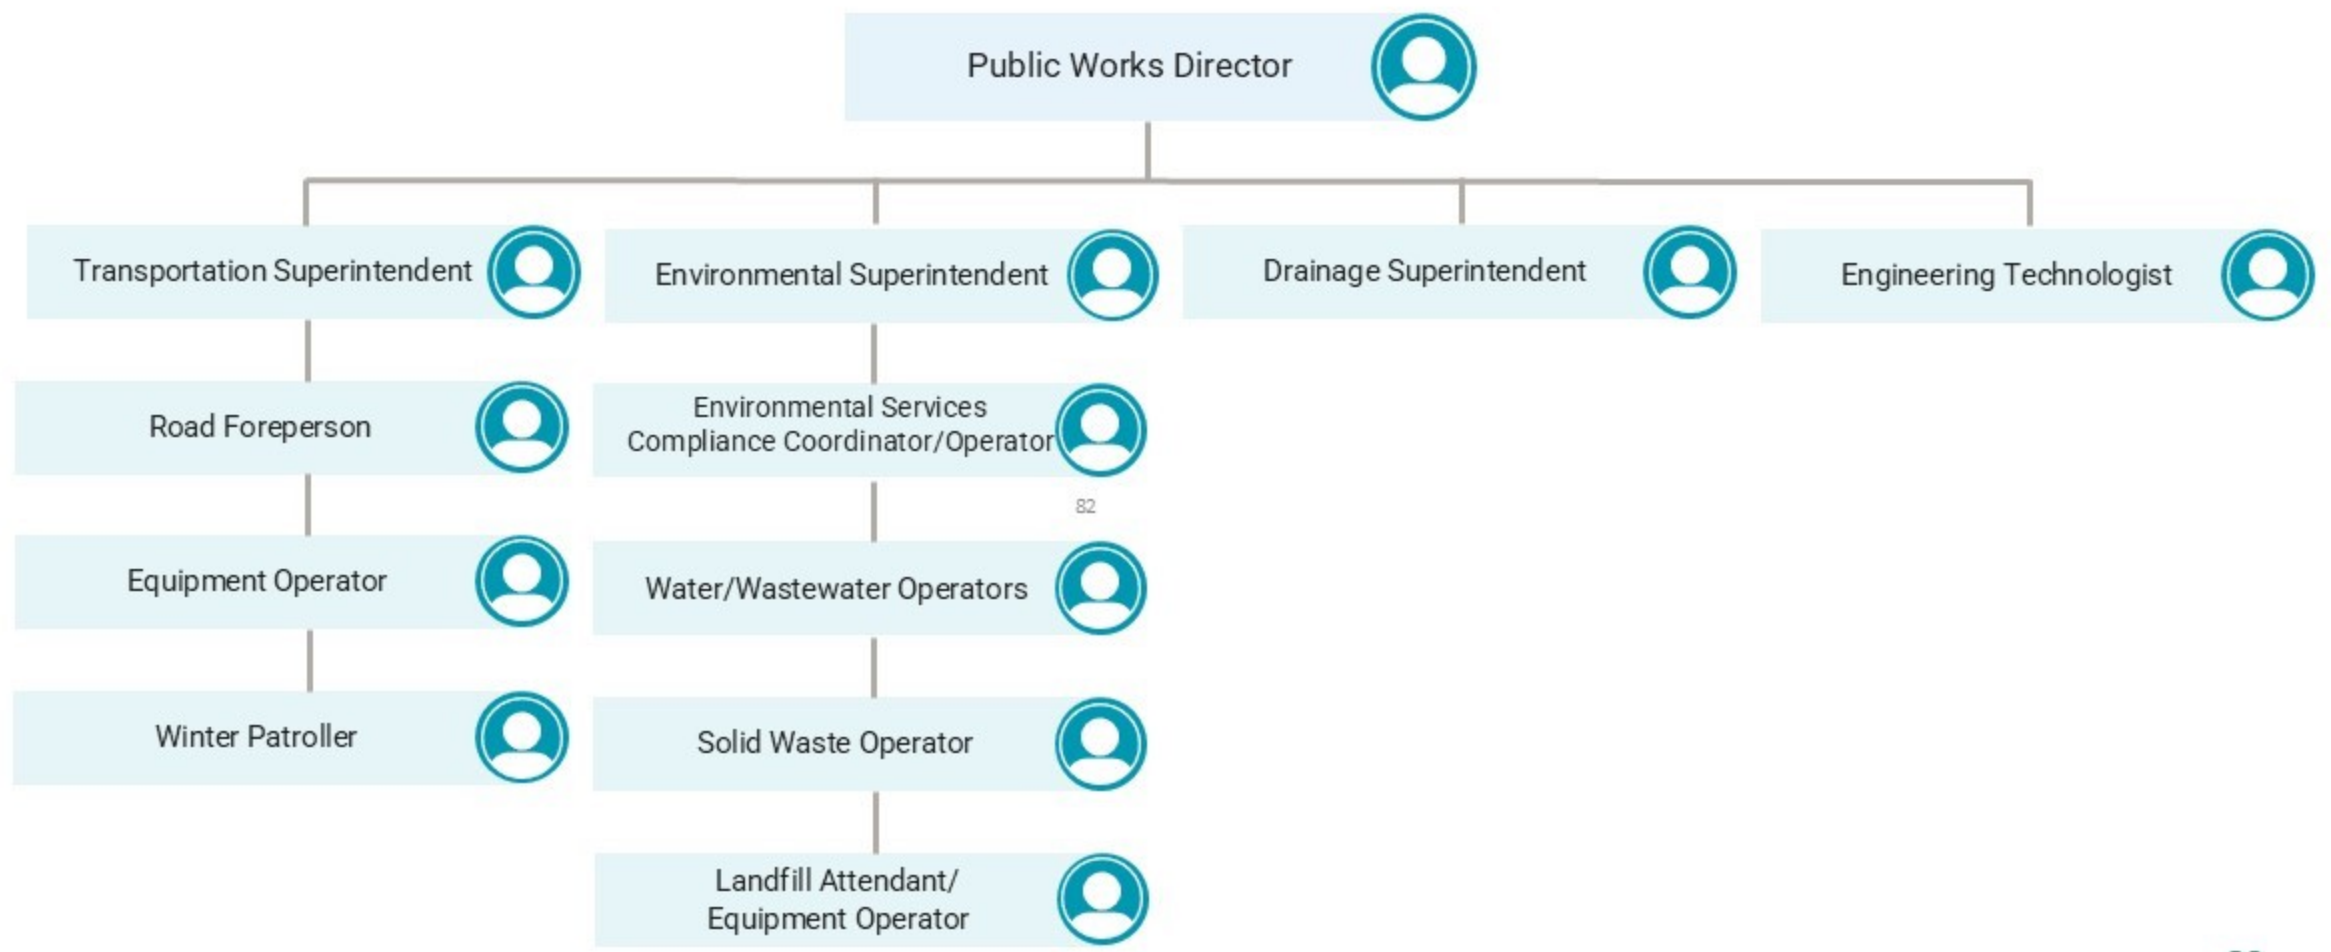 Public Works Director
Transportation Superintendent
Environmental Superintendent
Drainage Superintendent
Engineering Technologist
Road Foreperson
Environmental Services
Compliance Coordinator/Operator
82
Equipment Operator
Water/Wastewater Operators
Winter Patroller
Solid Waste Operator
Landfill Attendant/
Equipment Operator